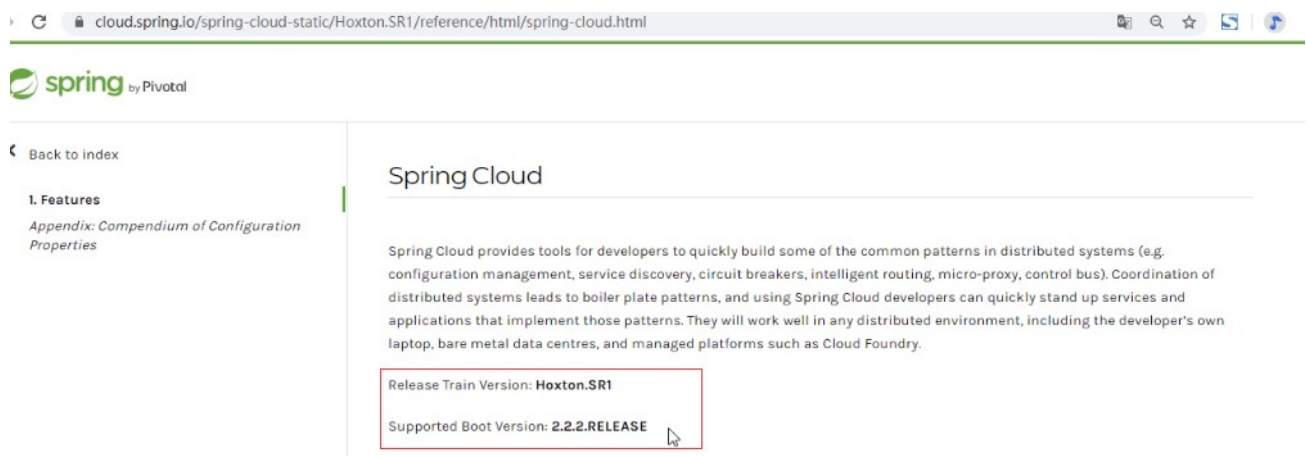 cloud.spring.io/spring-cloud-static/Hoxton.SR1/reference/html/spring-cloud.html
spring by Pivotal
Back to index
1. Features
Appendix: Compendium of Configuration
Properties
Spring Cloud
Spring Cloud provides tools for developers to quickly build some of the common patterns in distributed systems (e.g.
configuration management, service discovery, circuit breakers, intelligent routing, micro-proxy, control bus). Coordination of
distributed systems leads to boiler plate patterns, and using Spring Cloud developers can quickly stand up services and
applications that implement those patterns. They will work well in any distributed environment, including the developer's own
laptop, bare metal data centres, and managed platforms such as Cloud Foundry.
Release Train Version: Hoxton.SR1
Supported Boot Version: 2.2.2.RELEASE